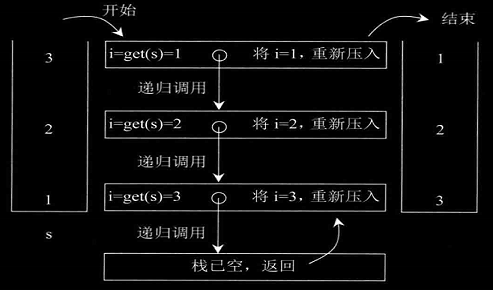 开始
结束
3
i=get(s)=1 将 i=1，重新压入
1
递归调用
2
i=get(s)=2 将 i=2，重新压入
2
递归调用
1
i=get(s)=3 将 i=3，重新压入
3
s
递归调用
栈已空，返回